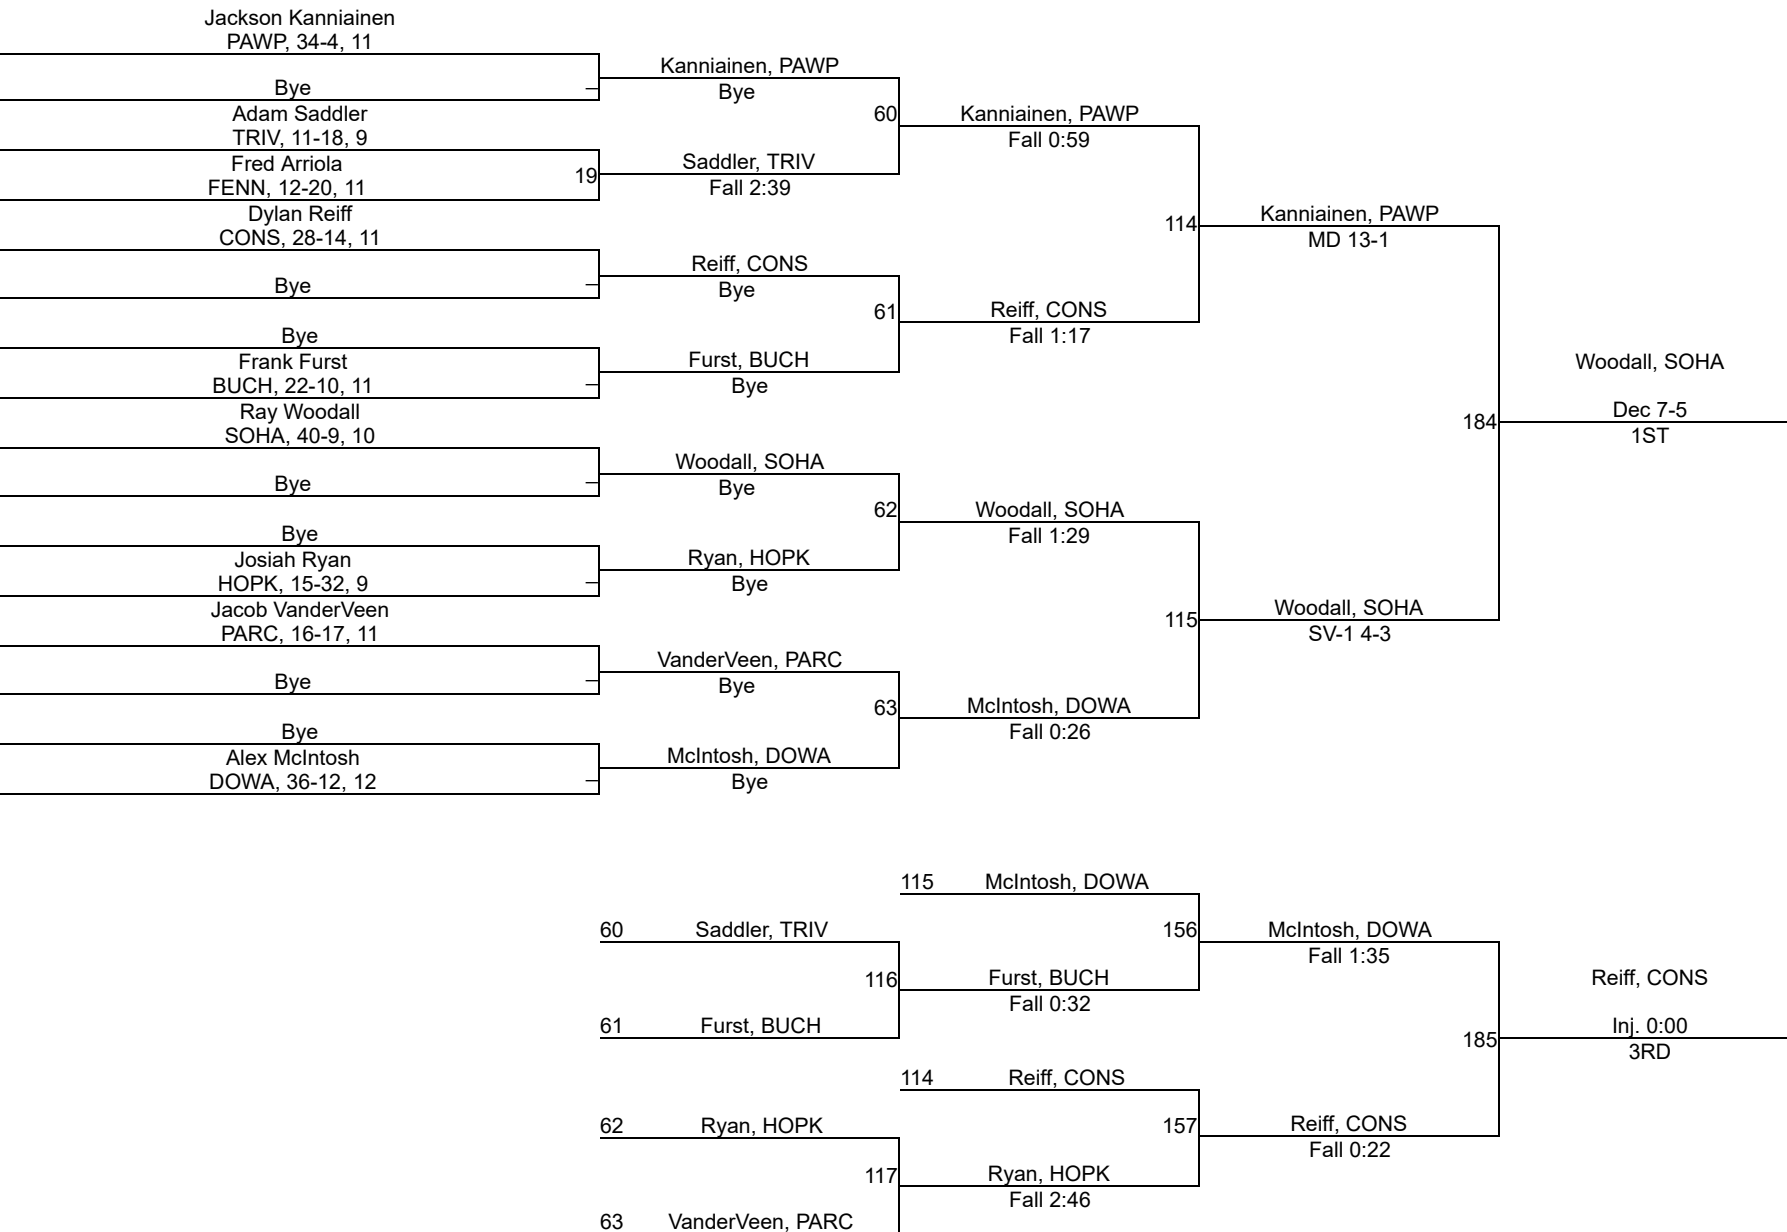 Jackson Kanniainen
PAWP, 34-4, 11
Bye
Adam Saddler
TRIV, 11-18, 9
Fred Arriola
FENN, 12-20, 11
19
Dylan Reiff
CONS, 28-14, 11
Bye
Bye
Frank Furst
BUCH, 22-10, 11
Ray Woodall
SOHA, 40-9, 10
Bye
Bye
Josiah Ryan
HOPK, 15-32, 9
Jacob VanderVeen
PARC, 16-17, 11
Bye
Bye
Alex McIntosh
DOWA, 36-12, 12
Kanniainen, PAWP
Bye
60
Saddler, TRIV
Fall 2:39
Reiff, CONS
Bye
61
Furst, BUCH
Bye
Woodall, SOHA
Bye
62
Ryan, HOPK
Bye
VanderVeen, PARC
Bye
63
McIntosh, DOWA
Bye
Kanniainen, PAWP
Fall 0:59
114
Reiff, CONS
Fall 1:17
Woodall, SOHA
Fall 1:29
115
McIntosh, DOWA
Fall 0:26
Kanniainen, PAWP
MD 13-1
184
Woodall, SOHA
SV-1 4-3
Woodall, SOHA
Dec 7-5
1ST
60 Saddler, TRIV
116
61 Furst, BUCH
62 Ryan, HOPK
117
63 VanderVeen, PARC
115 McIntosh, DOWA
156
Furst, BUCH
Fall 0:32
114 Reiff, CONS
157
Ryan, HOPK
Fall 2:46
McIntosh, DOWA
Fall 1:35
185
Reiff, CONS
Fall 0:22
Reiff, CONS
Inj. 0:00
3RD